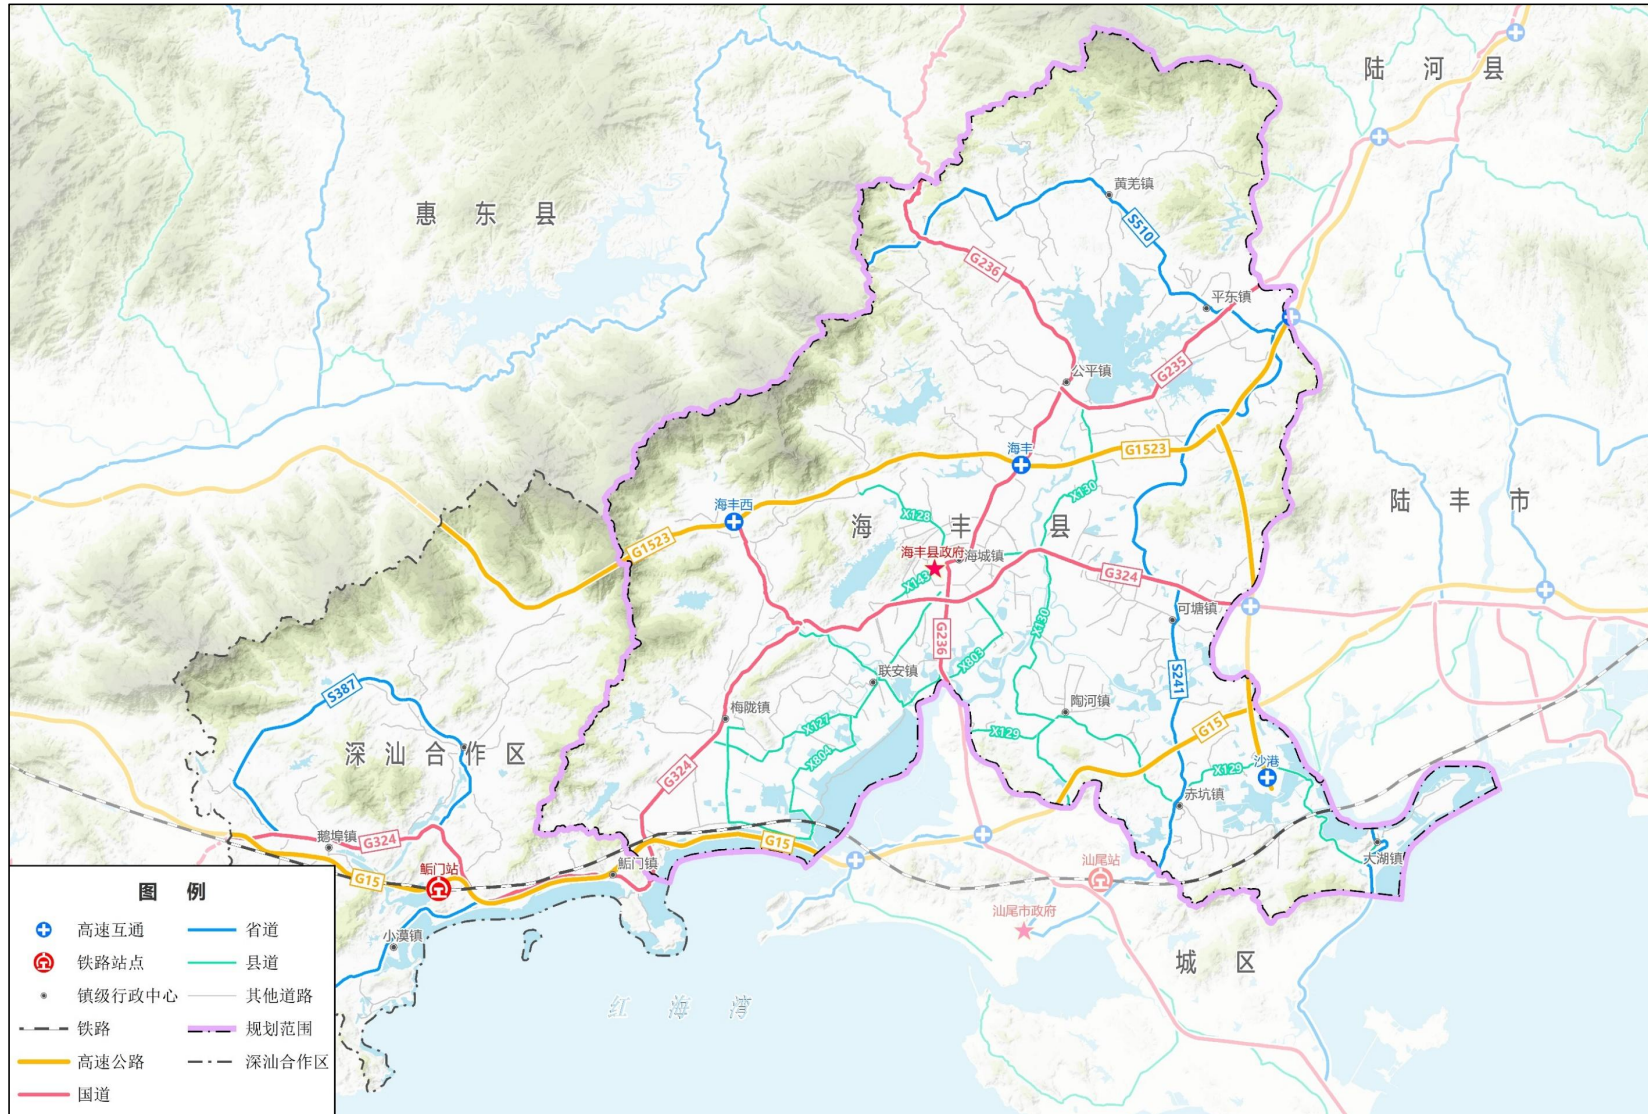 陆河县
惠东县
黄羌镇
S510
G236
平东镇
公平镇
G235
海丰
G1523
X130
海丰西
X128
海丰县
陆丰市
G1523
海丰县政府
海城镇
X143
G324
可塘镇
X130
G236
X803
联安镇
S241
S387
梅陇镇
陶河镇
X127
X129
G15
深汕合作区
X804
沙港
X129
G324
赤坑镇
鹅埠镇
G324
G15
大湖镇
鲘门站
鲘门镇
汕尾站
G15
汕尾市政府
小漠镇
城区
红海湾
图例
高速互通
省道
铁路站点
县道
镇级行政中心
其他道路
铁路
规划范围
高速公路
深汕合作区
国道